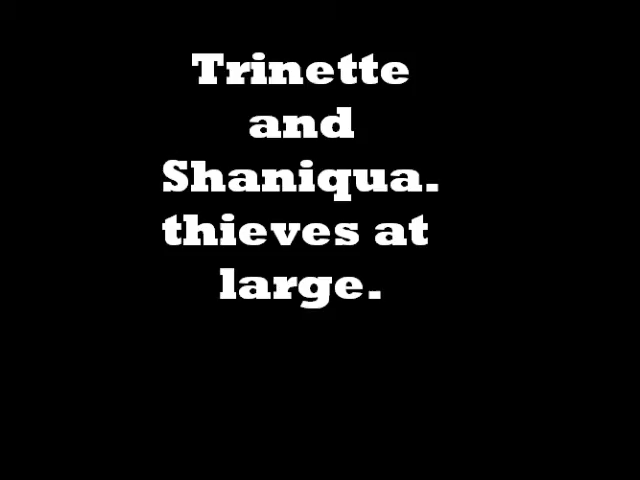 Trinette
and
Shaniqua.
thieves at
large.